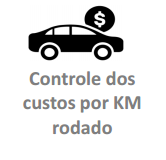 $
Controle dos
custos por KM
rodado